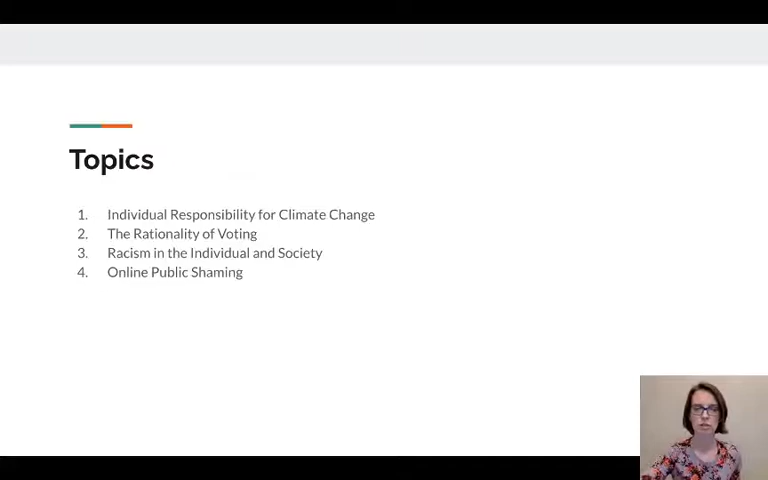 Topics
1. Individual Responsibility for Climate Change
2. The Rationality of Voting
3. Racism in the Individual and Society
4. Online Public Shaming